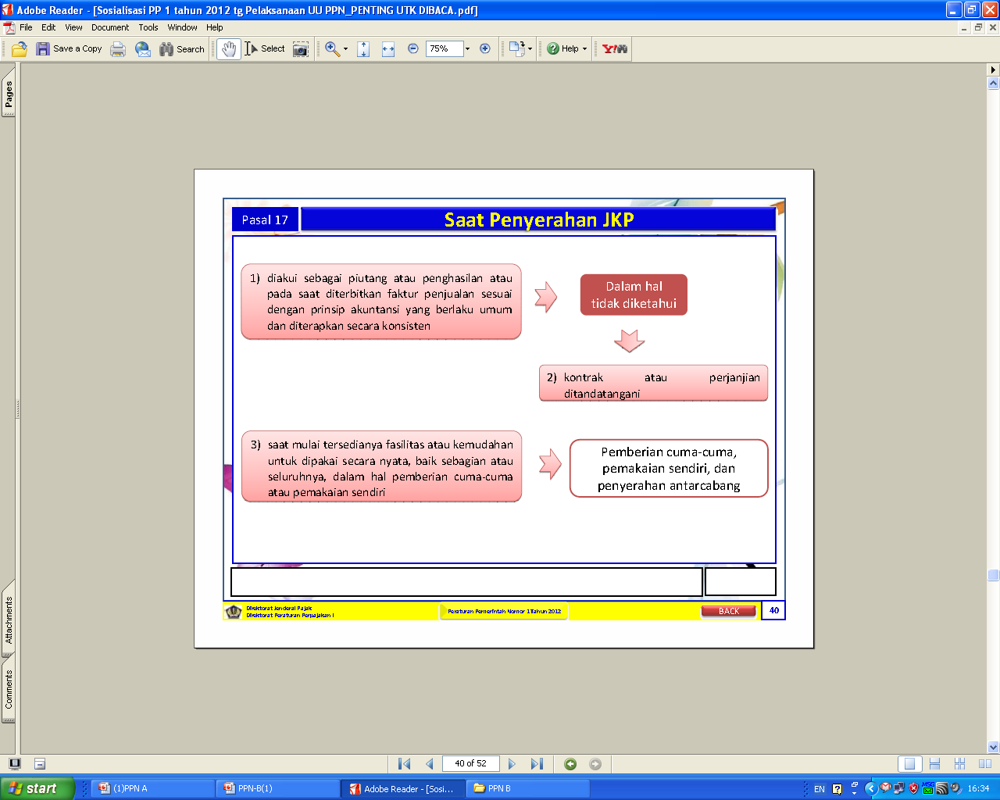 Adobe Reader - [Sosialisasi PP 1 tahun 2012 tg Pelaksanaan UU PPN_PENTING UTK DIBACA.pdf]
File Edit View Document Tools Window Help
Save a Copy Search Select 75% Help Y!
Pages
Pasal 17
Saat Penyerahan JKP
1) diakui sebagai piutang atau penghasilan atau
pada saat diterbitkan faktur penjualan sesuai
dengan prinsip akuntansi yang berlaku umum
dan diterapkan secara konsisten
Dalam hal
tidak diketahui
2) kontrak atau perjanjian
ditandatangani
3) saat mulai tersedianya fasilitas atau kemudahan
untuk dipakai secara nyata, baik sebagian atau
seluruhnya, dalam hal pemberian cuma-cuma
atau pemakaian sendiri
Pemberian cuma-cuma,
pemakaian sendiri, dan
penyerahan antarcabang
Direktorat Jenderal Pajak
Direktorat Peraturan Perpajakan I
Peraturan Pemerintah Nomor 1 Tahun 2012
BACK
40
Attachments
Comments
40 of 52
start (1)PPN A PPN-B(1) Adobe Reader - [Sosi... PPN B EN MSG 16:34